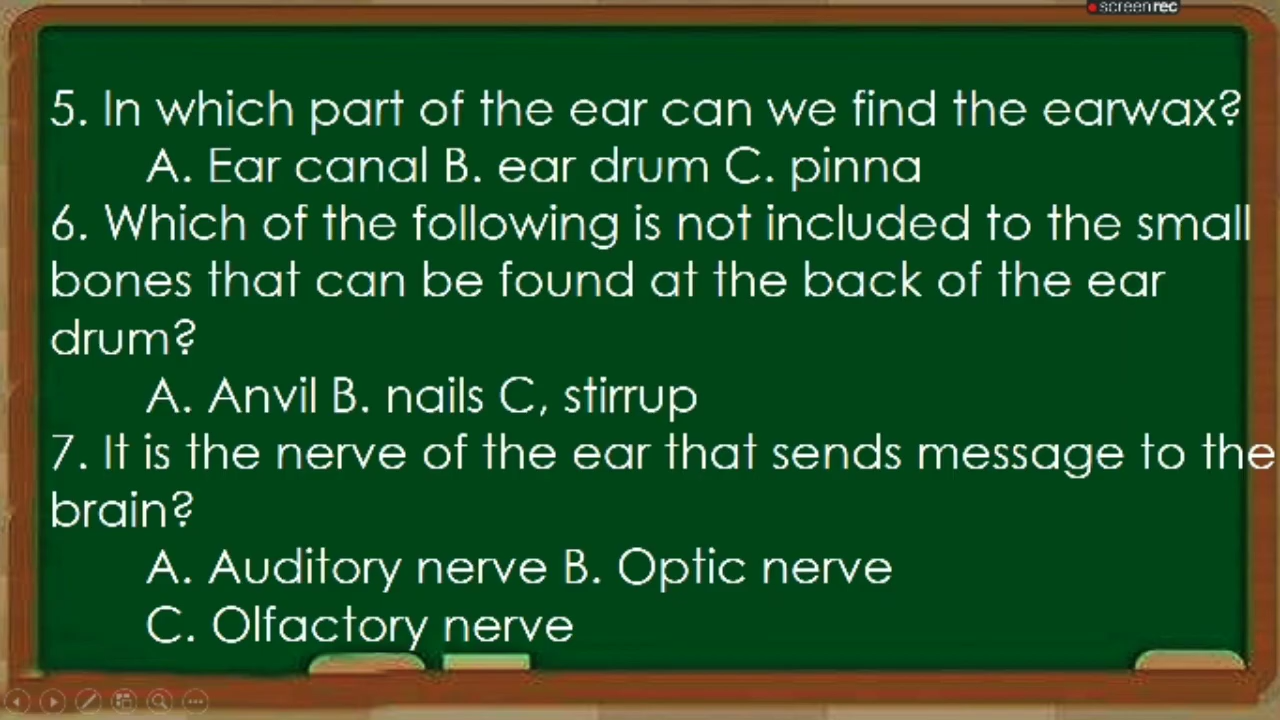 screenrec
5. In which part of the ear can we find the earwax?
A. Ear canal B. ear drum C. pinna
6. Which of the following is not included to the small
bones that can be found at the back of the ear
drum?
A. Anvil B. nails C, stirrup
7. It is the nerve of the ear that sends message to the
brain?
A. Auditory nerve B. Optic nerve
C. Olfactory nerve